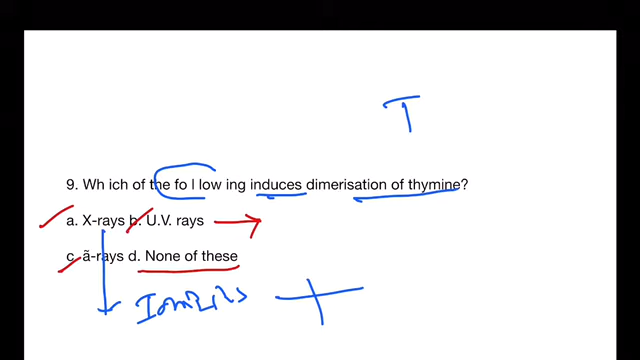 T
9. Wh ich of the fo l low ing induces dimerisation of thymine?
a. X-rays b. U.V. rays
c. ã-rays d. None of these